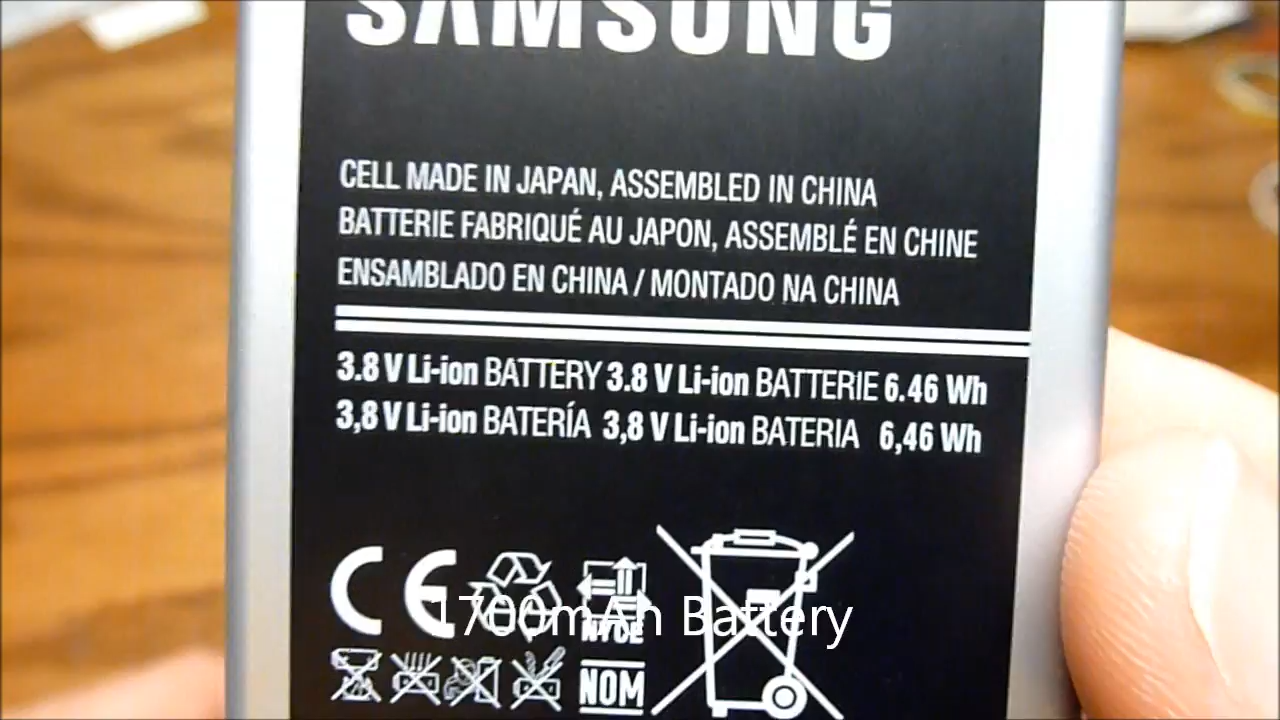 SAMSUNG
CELL MADE IN JAPAN, ASSEMBLED IN CHINA
BATTERIE FABRIQUÉ AU JAPON, ASSEMBLÉ EN CHINE
ENSAMBLADO EN CHINA / MONTADO NA CHINA
3.8 V Li-ion BATTERY 3.8 V Li-ion BATTERIE 6.46 Wh
3,8 V Li-ion BATERÍA 3,8 V Li-ion BATERIA 6,46 Wh
CE
NYCE
1700mAh Battery
NOM